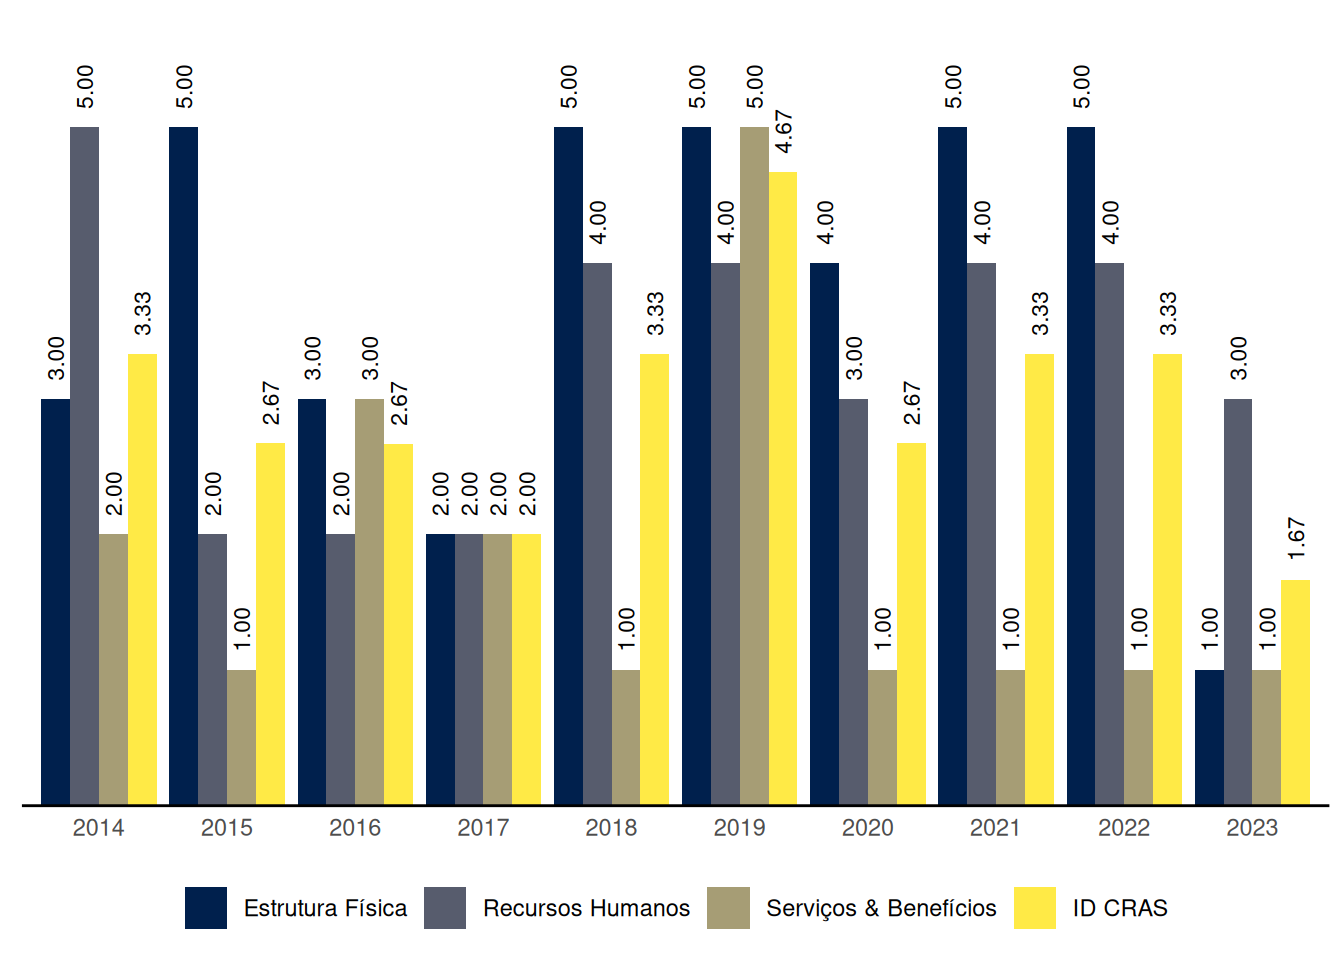 3.00 5.00 2.00 3.33
5.00 2.00 1.00 2.67
3.00 2.00 3.00 2.67
2.00 2.00 2.00 2.00
5.00 4.00 1.00 3.33
5.00 4.00 5.00 4.67
4.00 3.00 1.00 2.67
5.00 4.00 1.00 3.33
5.00 4.00 1.00 3.33
1.00 3.00 1.00 1.67
2014 2015 2016 2017 2018 2019 2020 2021 2022 2023
Estrutura Física Recursos Humanos Serviços & Benefícios ID CRAS